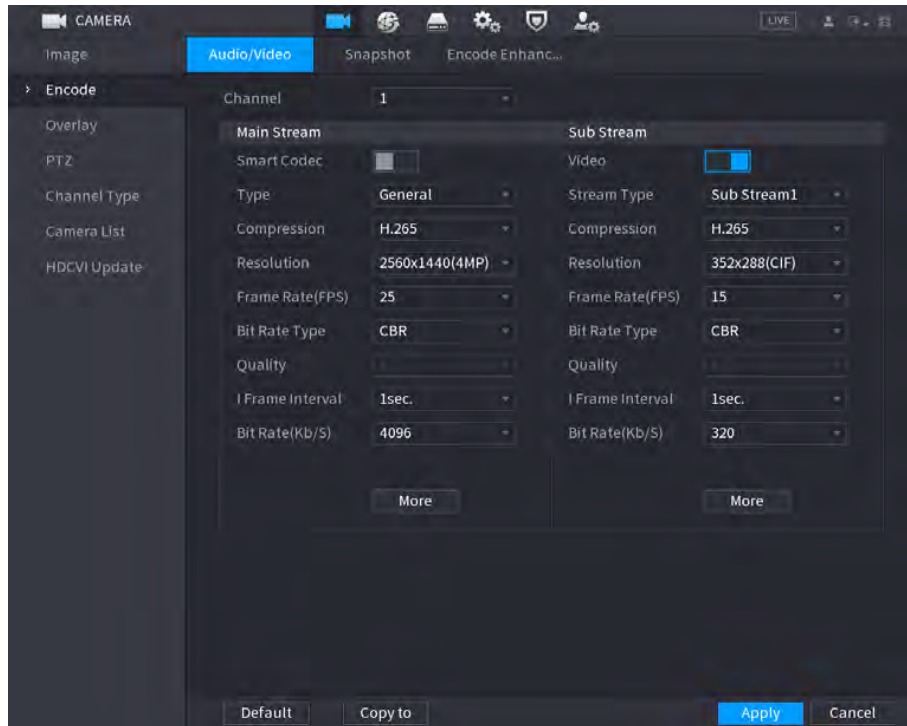 CAMERA
LIVE
Image
Audio/Video Snapshot Encode Enhanc...
Encode
Channel 1
Overlay
Main Stream Sub Stream
PTZ
Smart Codec Video
Channel Type
Type General Stream Type Sub Stream1
Camera List
Compression H.265 Compression H.265
HDCVI Update
Resolution 2560x1440(4MP) Resolution 352x288(CIF)
Frame Rate(FPS) 25 Frame Rate(FPS) 15
Bit Rate Type CBR Bit Rate Type CBR
Quality Quality
I Frame Interval 1sec. I Frame Interval 1sec.
Bit Rate(Kb/S) 4096 Bit Rate(Kb/S) 320
More More
Default Copy to Apply Cancel